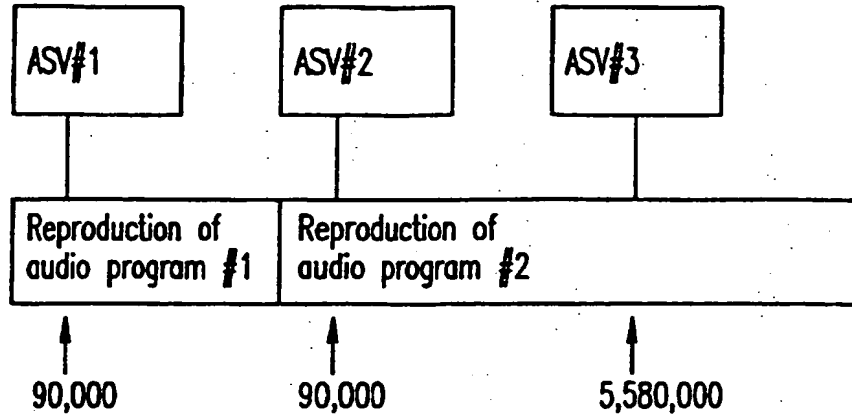 ASV#1
ASV#2
ASV#3
Reproduction of
audio program #1
Reproduction of
audio program #2
90,000
90,000
5,580,000